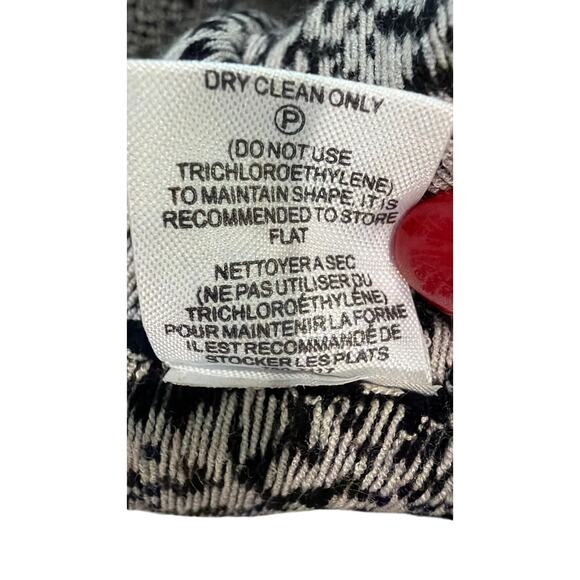 DRY CLEAN ONLY
P
(DO NOT USE
TRICHLOROETHYLENE)
TO MAINTAIN SHAPE, IT IS
RECOMMENDED TO STORE
FLAT
NETTOYER A SEC
(NE PAS UTILISER DU
TRICHLOROÉTHYLÉNE)
POUR MAINTENIR LA FORME
IL EST RECOMMANDÉ DE
STOCKER LES PLATS